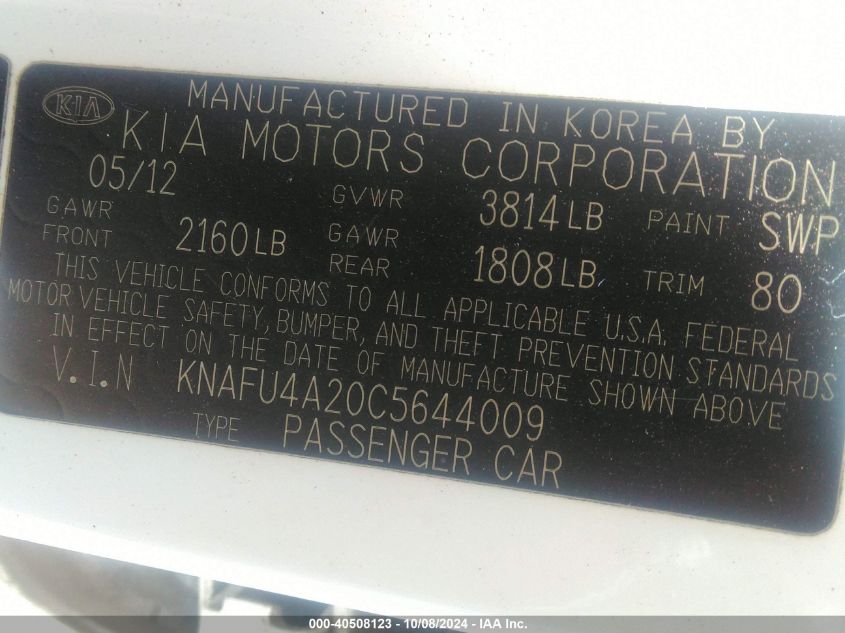 KIA
MANUFACTURED IN KOREA BY
KIA MOTORS CORPORATION
05/12 GVWR 3814LB PAINT SWP
GAWR FRONT 2160LB GAWR REAR 1808LB TRIM 80
THIS VEHICLE CONFORMS TO ALL APPLICABLE U.S.A. FEDERAL
MOTOR VEHICLE SAFETY, BUMPER, AND THEFT PREVENTION STANDARDS
IN EFFECT ON THE DATE OF MANUFACTURE SHOWN ABOVE
V.I.N KNAFU4A20C5644009
TYPE PASSENGER CAR
000-40508123 - 10/08/2024 - IAA Inc.